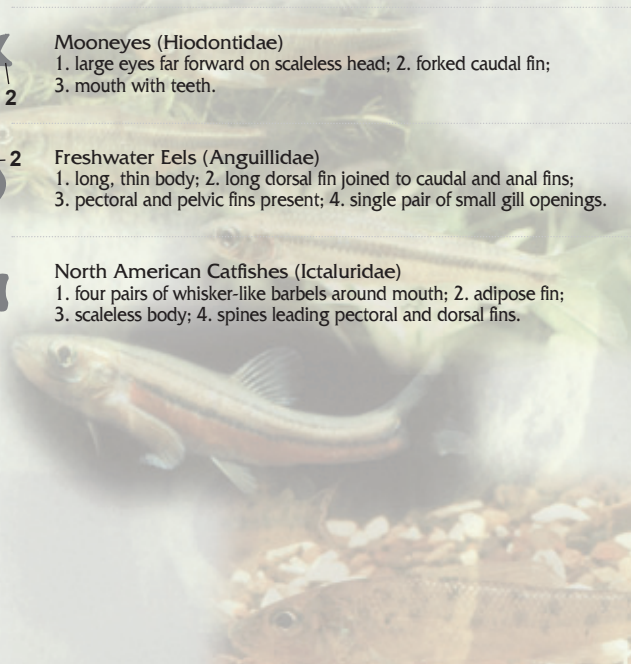 Mooneyes (Hiodontidae)
1. large eyes far forward on scaleless head; 2. forked caudal fin;
3. mouth with teeth.
2
2
Freshwater Eels (Anguillidae)
1. long, thin body; 2. long dorsal fin joined to caudal and anal fins;
3. pectoral and pelvic fins present; 4. single pair of small gill openings.
North American Catfishes (Ictaluridae)
1. four pairs of whisker-like barbels around mouth; 2. adipose fin;
3. scaleless body; 4. spines leading pectoral and dorsal fins.